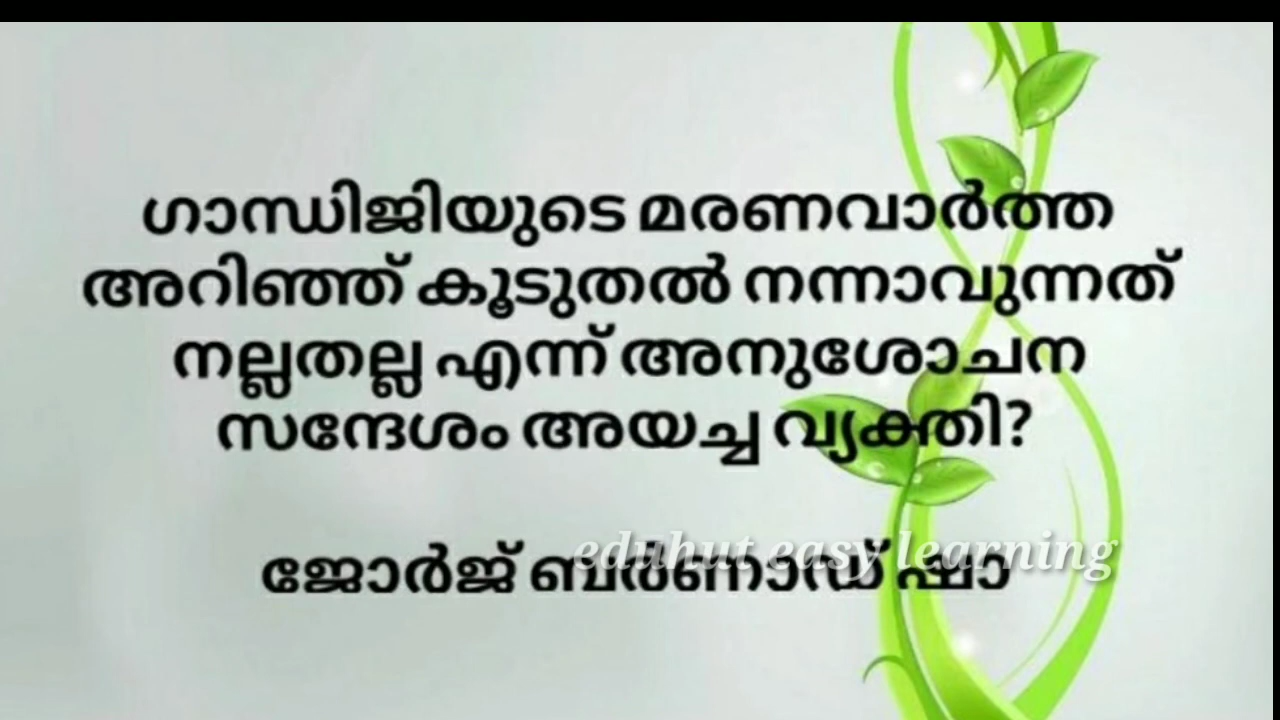 ഗാന്ധിജിയുടെ മരണവാർത്ത
അറിഞ്ഞ് കൂടുതൽ നന്നാവുന്നത്
നല്ലതല്ല എന്ന് അനുശോചന
സന്ദേശം അയച്ച വ്യക്തി?
ജോർജ് ബർണാഡ് ഷാ
eduhut easy learning